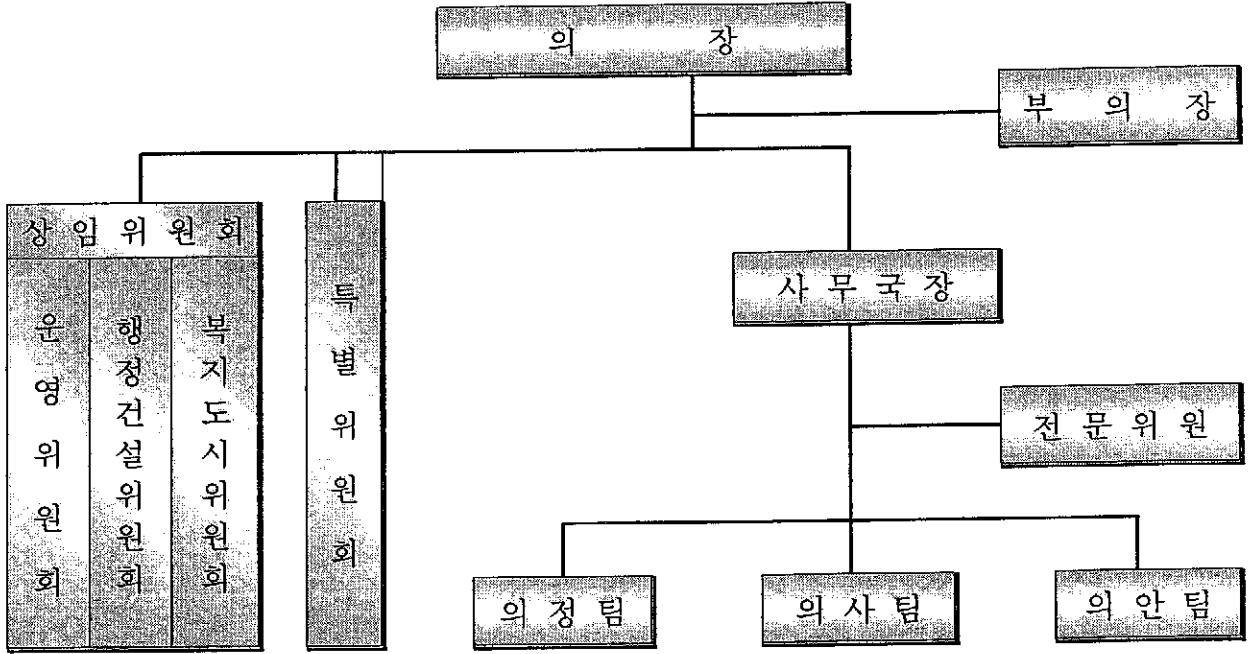 의 장
부 의 장
상 임 위 원 회
운영위원회
행정건설위원회
복지도시위원회
특별위원회
사 무 국 장
전 문 위 원
의 정 팀
의 사 팀
의 안 팀